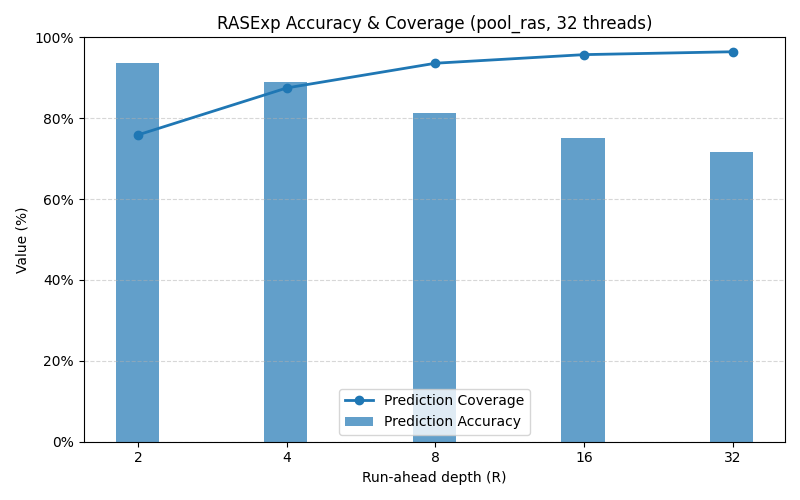 RASExp Accuracy & Coverage (pool_ras, 32 threads)
100%
80%
60%
40%
20%
0%
Value (%)
Prediction Coverage
Prediction Accuracy
2 4 8 16 32
Run-ahead depth (R)